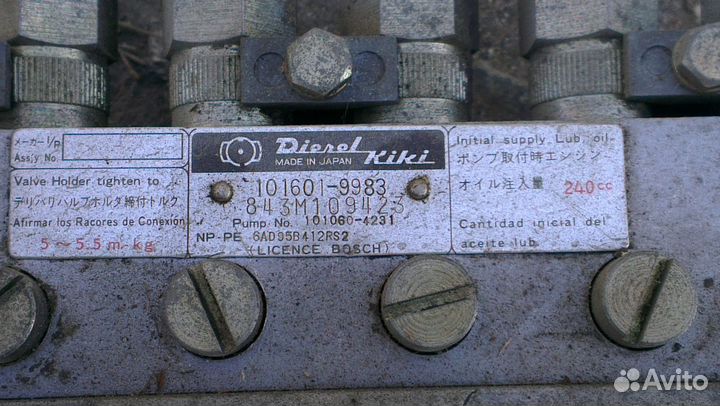 メーカー I/P
Ass,y No.
Valve Holder tighten to
デリバリバルブホルダ締付トルク
Afirmar los Racores de Conexión
5～5.5 m-kg
Diesel Kiki
MADE IN JAPAN
101601-9983
843M109423
Pump No. 101060-4231
NP-PE 6AD95B412RS2
(LICENCE BOSCH)
Initial supply Lub, oil
ポンプ取付時エンジン
オイル注入量 240cc
Cantidad inicial del
aceite lub.
Avito